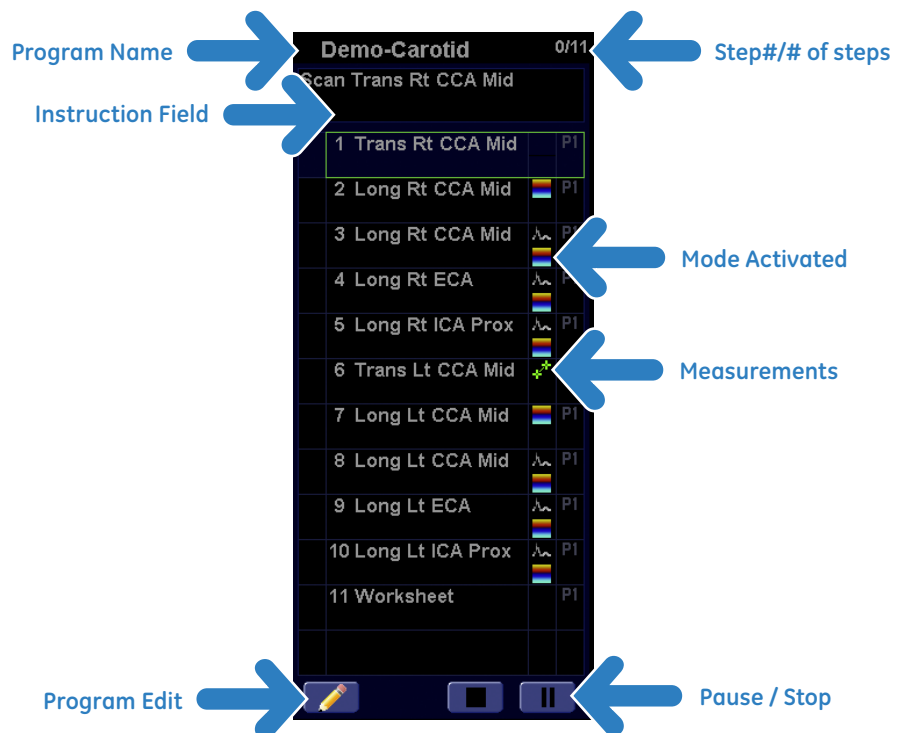 Program Name
Demo-Carotid
0/11
Step#/# of steps
Scan Trans Rt CCA Mid
Instruction Field
1 Trans Rt CCA Mid P1
2 Long Rt CCA Mid P1
3 Long Rt CCA Mid P1
Mode Activated
4 Long Rt ECA
5 Long Rt ICA Prox P1
6 Trans Lt CCA Mid
Measurements
7 Long Lt CCA Mid P1
8 Long Lt CCA Mid P1
9 Long Lt ECA P1
10 Long Lt ICA Prox P1
11 Worksheet P1
Program Edit
Pause / Stop